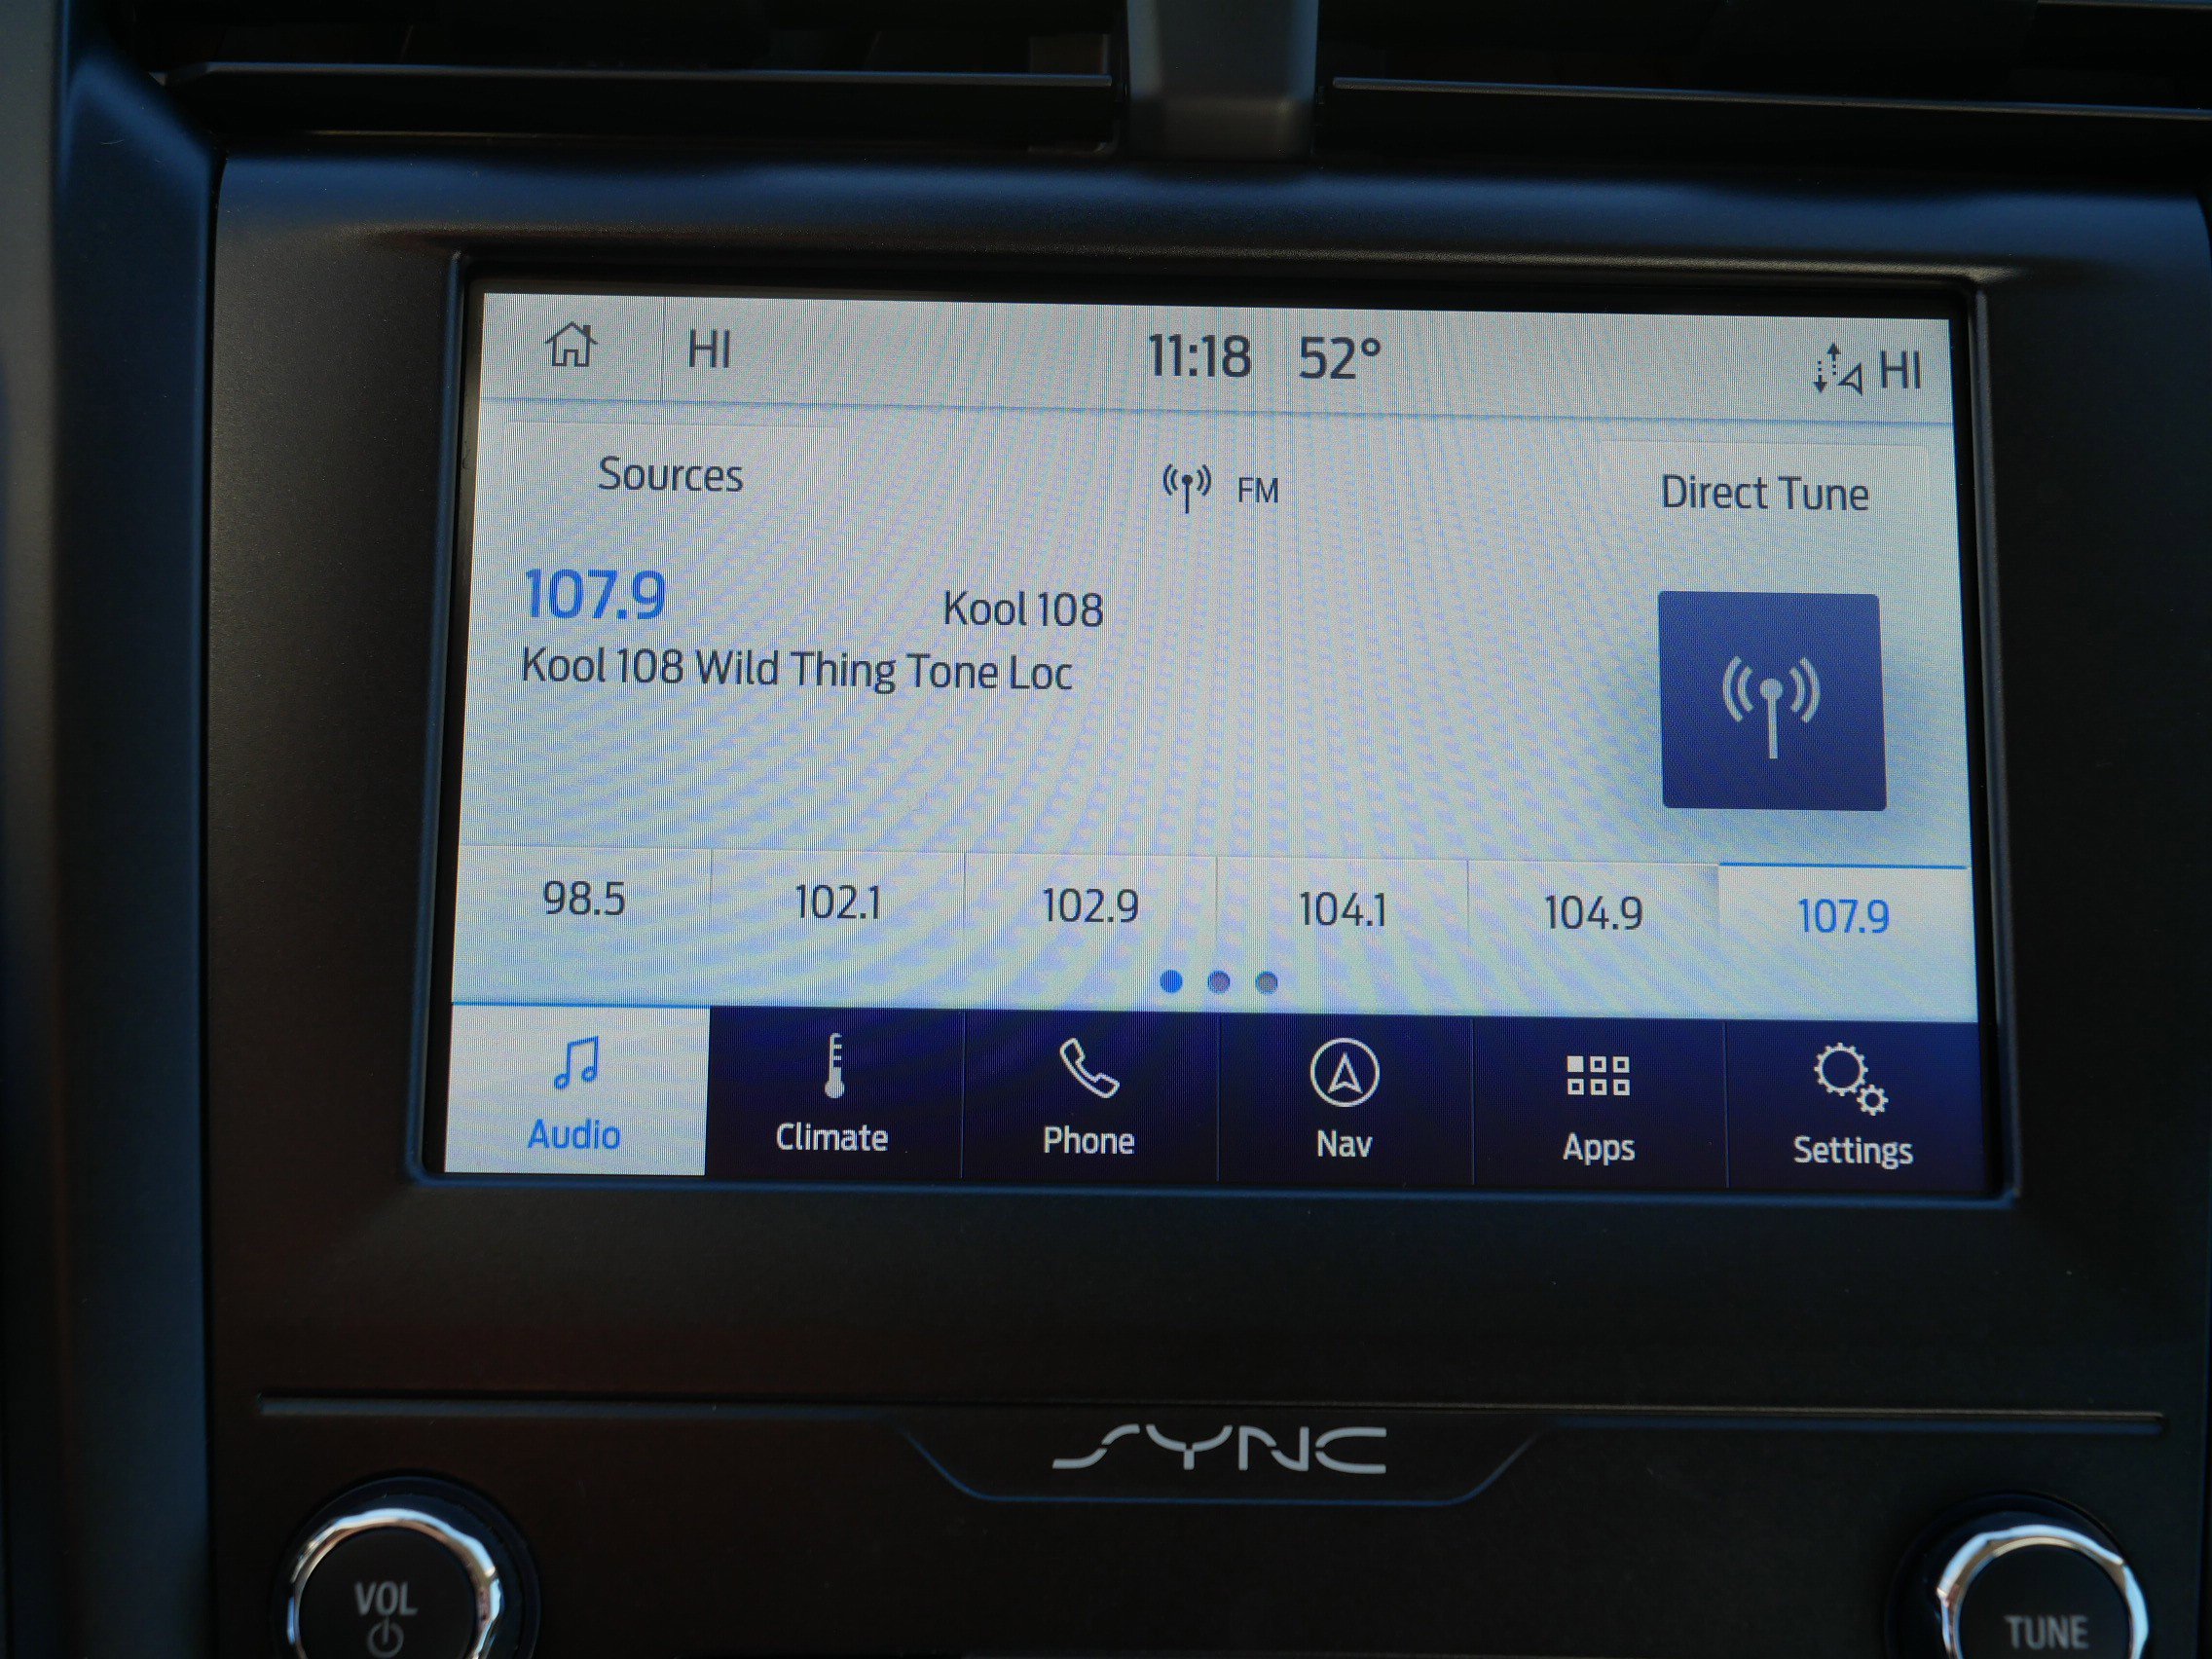 HI 11:18 52° HI
Sources FM Direct Tune
107.9 Kool 108
Kool 108 Wild Thing Tone Loc
98.5 102.1 102.9 104.1 104.9 107.9
Audio Climate Phone Nav Apps Settings
SYNC
VOL TUNE